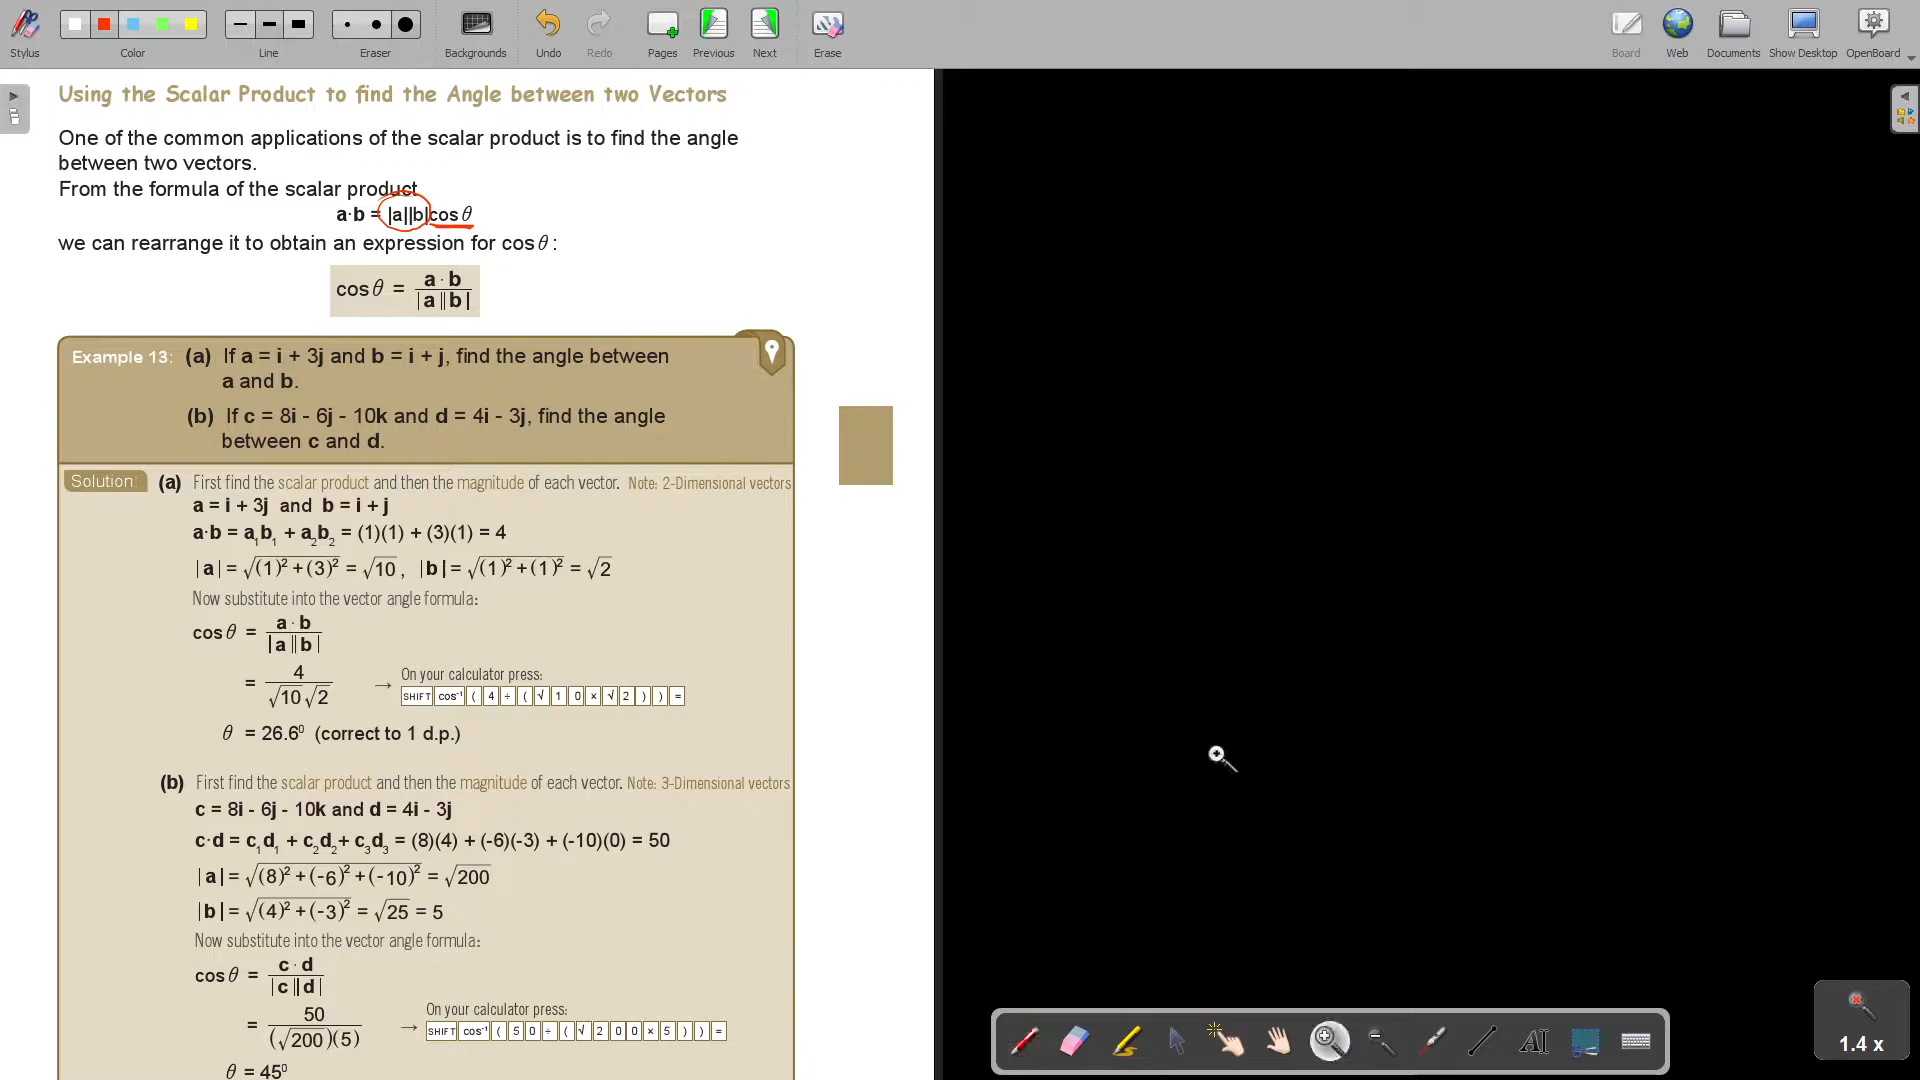 Stylus Color Line Eraser Backgrounds Undo Redo Pages Previous Next Erase Board Web Documents Show Desktop OpenBoard
Using the Scalar Product to find the Angle between two Vectors
One of the common applications of the scalar product is to find the angle
between two vectors.
From the formula of the scalar product
a·b = |a||b|cos θ
we can rearrange it to obtain an expression for cos θ :
cos θ = a · b / |a||b|
Example 13: (a) If a = i + 3j and b = i + j, find the angle between
a and b.
(b) If c = 8i - 6j - 10k and d = 4i - 3j, find the angle
between c and d.
Solution: (a) First find the scalar product and then the magnitude of each vector. Note: 2-Dimensional vectors
a = i + 3j and b = i + j
a·b = a₁b₁ + a₂b₂ = (1)(1) + (3)(1) = 4
|a| = √(1)² + (3)² = √10 , |b| = √(1)² + (1)² = √2
Now substitute into the vector angle formula:
cos θ = a · b / |a||b|
= 4 / √10 √2 → On your calculator press:
SHIFT cos⁻¹ ( 4 ÷ ( √ 1 0 × √ 2 ) ) =
θ = 26.6⁰ (correct to 1 d.p.)
(b) First find the scalar product and then the magnitude of each vector. Note: 3-Dimensional vectors
c = 8i - 6j - 10k and d = 4i - 3j
c·d = c₁d₁ + c₂d₂ + c₃d₃ = (8)(4) + (-6)(-3) + (-10)(0) = 50
|a| = √(8)² + (-6)² + (-10)² = √200
|b| = √(4)² + (-3)² = √25 = 5
Now substitute into the vector angle formula:
cos θ = c · d / |c||d|
= 50 / (√200)(5) → On your calculator press:
SHIFT cos⁻¹ ( 5 0 ÷ ( √ 2 0 0 × 5 ) ) =
θ = 45⁰
AI
1.4 x